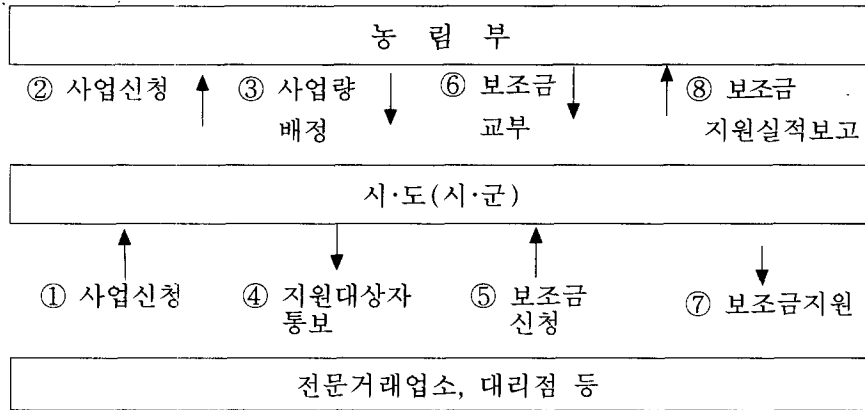 농 림 부
② 사업신청 ③ 사업량 ⑥ 보조금 ⑧ 보조금
배정 교부 지원실적보고
시·도(시·군)
① 사업신청 ④ 지원대상자 ⑤ 보조금 ⑦ 보조금지원
통보 신청
전문거래업소, 대리점 등